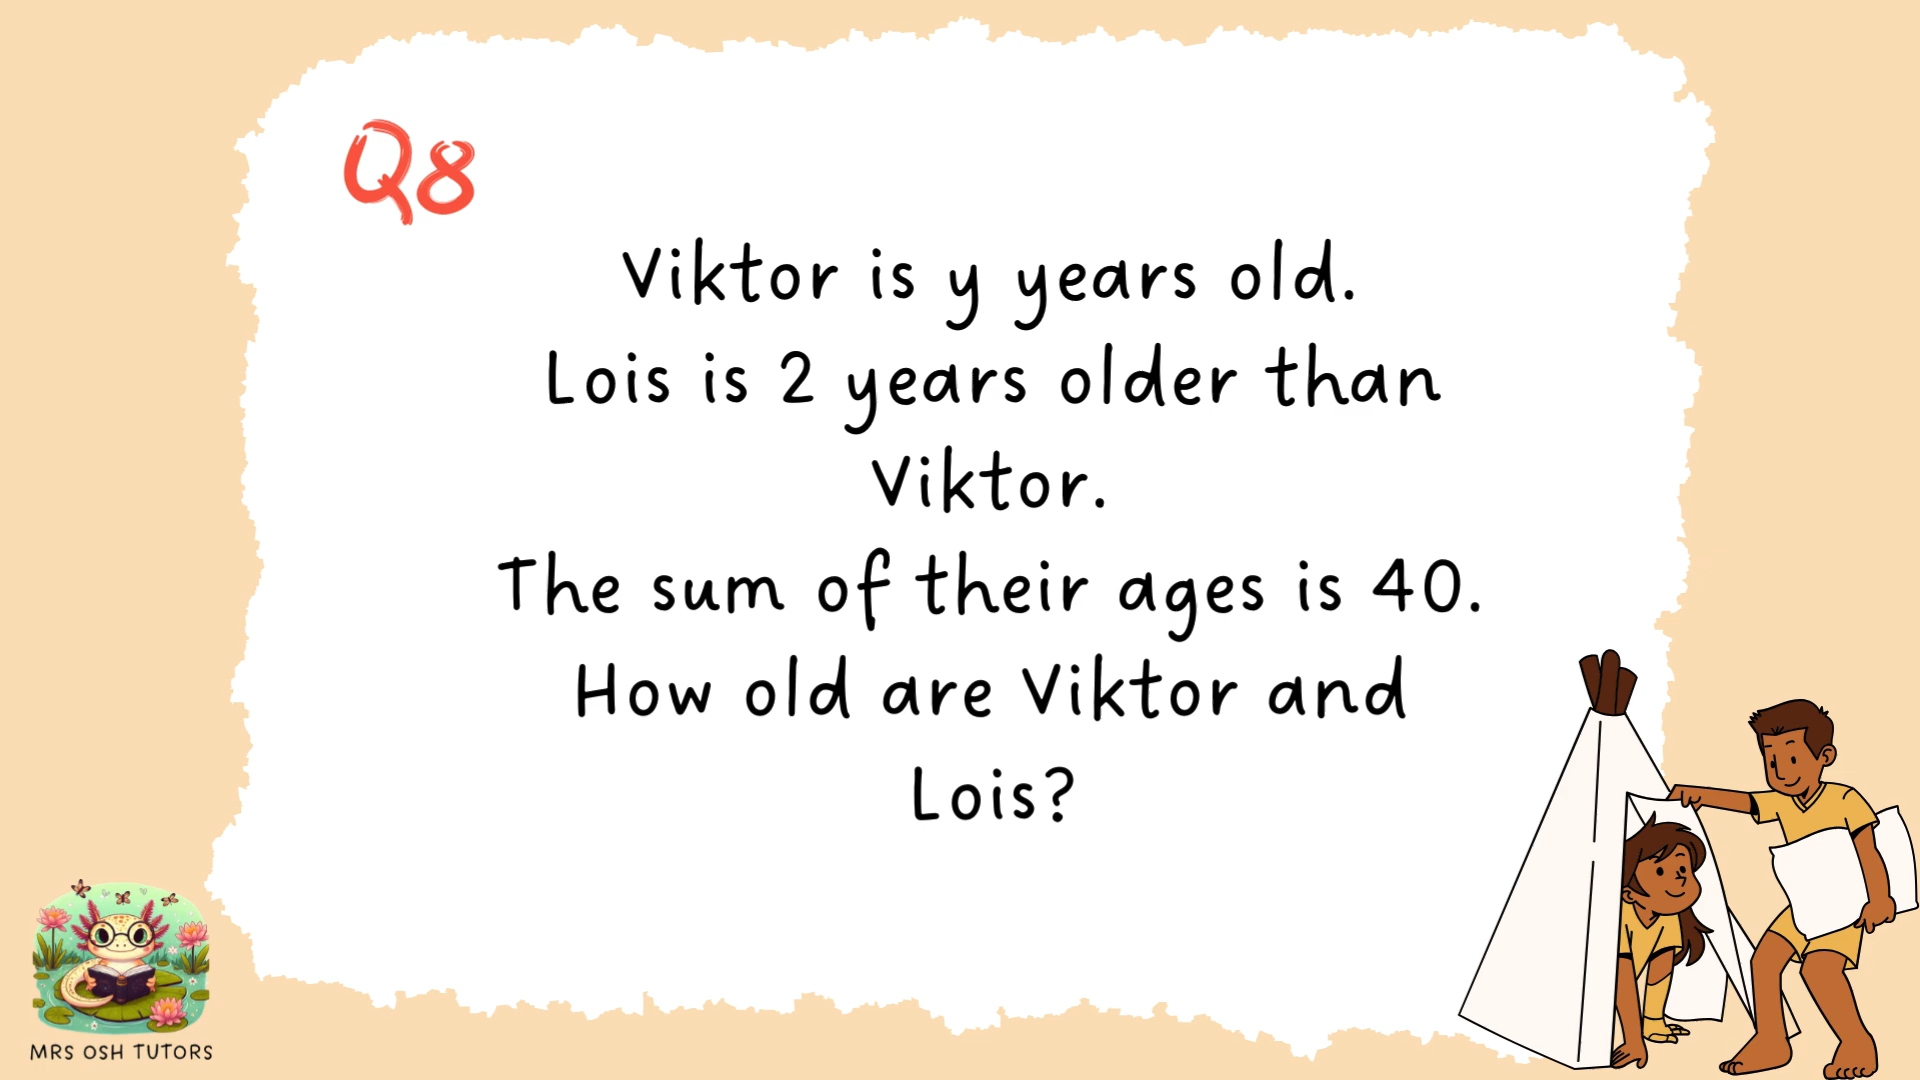 Q8
Viktor is y years old.
Lois is 2 years older than
Viktor.
The sum of their ages is 40.
How old are Viktor and
Lois?
MRS OSH TUTORS